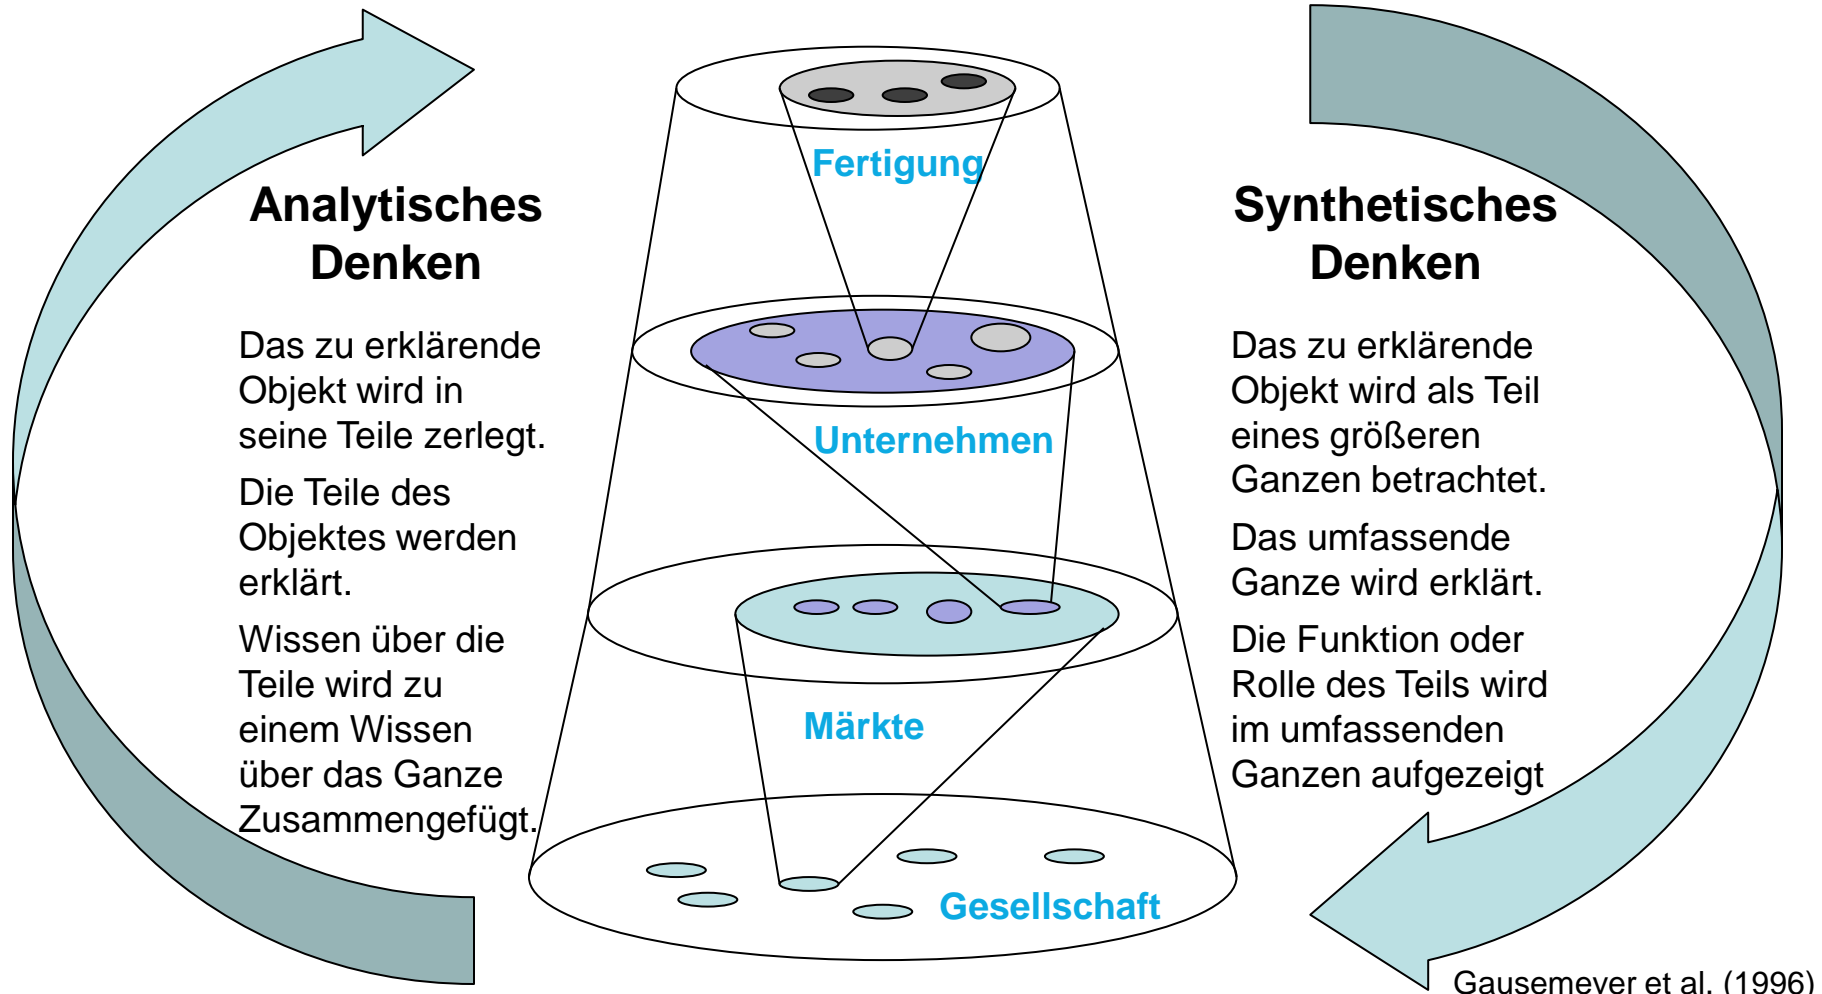 Analytisches
Denken
Das zu erklärende
Objekt wird in
seine Teile zerlegt.
Die Teile des
Objektes werden
erklärt.
Wissen über die
Teile wird zu
einem Wissen
über das Ganze
Zusammengefügt.
Fertigung
Unternehmen
Märkte
Gesellschaft
Synthetisches
Denken
Das zu erklärende
Objekt wird als Teil
eines größeren
Ganzen betrachtet.
Das umfassende
Ganze wird erklärt.
Die Funktion oder
Rolle des Teils wird
im umfassenden
Ganzen aufgezeigt
Gausemeyer et al. (1996)